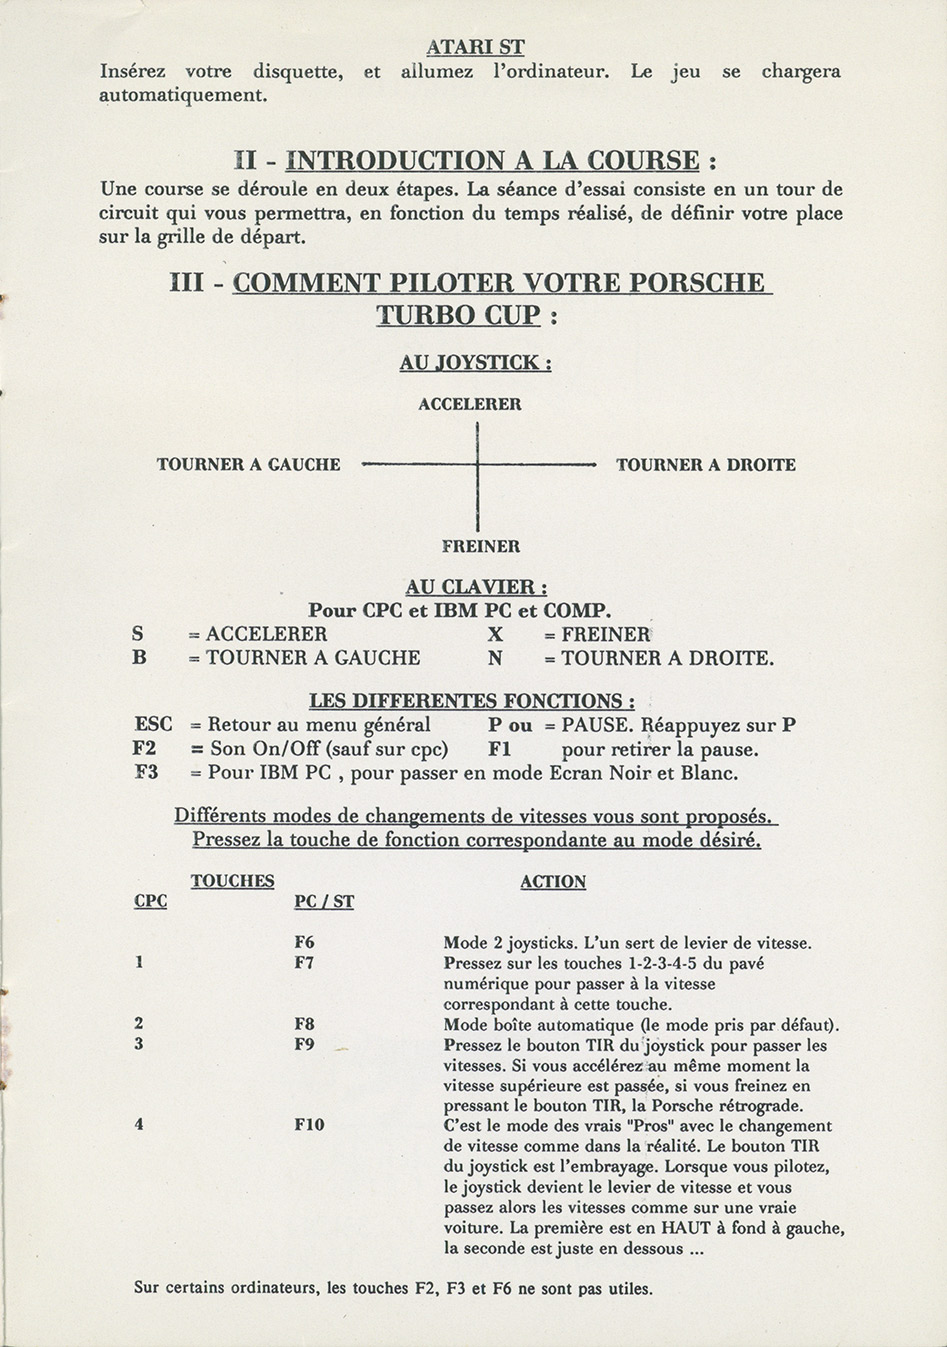 ATARI ST
Insérez votre disquette, et allumez l'ordinateur. Le jeu se chargera
automatiquement.
II - INTRODUCTION A LA COURSE :
Une course se déroule en deux étapes. La séance d'essai consiste en un tour de
circuit qui vous permettra, en fonction du temps réalisé, de définir votre place
sur la grille de départ.
III - COMMENT PILOTER VOTRE PORSCHE
TURBO CUP :
AU JOYSTICK :
ACCELERER
TOURNER A GAUCHE TOURNER A DROITE
FREINER
AU CLAVIER :
Pour CPC et IBM PC et COMP.
S = ACCELERER X = FREINER
B = TOURNER A GAUCHE N = TOURNER A DROITE.
LES DIFFERENTES FONCTIONS :
ESC = Retour au menu général P ou = PAUSE. Réappuyez sur P
F2 = Son On/Off (sauf sur cpc) F1 pour retirer la pause.
F3 = Pour IBM PC , pour passer en mode Ecran Noir et Blanc.
Différents modes de changements de vitesses vous sont proposés.
Pressez la touche de fonction correspondante au mode désiré.
TOUCHES ACTION
CPC PC / ST
F6 Mode 2 joysticks. L'un sert de levier de vitesse.
1 F7 Pressez sur les touches 1-2-3-4-5 du pavé
numérique pour passer à la vitesse
correspondant à cette touche.
2 F8 Mode boîte automatique (le mode pris par défaut).
3 F9 Pressez le bouton TIR du joystick pour passer les
vitesses. Si vous accélérez au même moment la
vitesse supérieure est passée, si vous freinez en
pressant le bouton TIR, la Porsche rétrograde.
4 F10 C'est le mode des vrais "Pros" avec le changement
de vitesse comme dans la réalité. Le bouton TIR
du joystick est l'embrayage. Lorsque vous pilotez,
le joystick devient le levier de vitesse et vous
passez alors les vitesses comme sur une vraie
voiture. La première est en HAUT à fond à gauche,
la seconde est juste en dessous ...
Sur certains ordinateurs, les touches F2, F3 et F6 ne sont pas utiles.